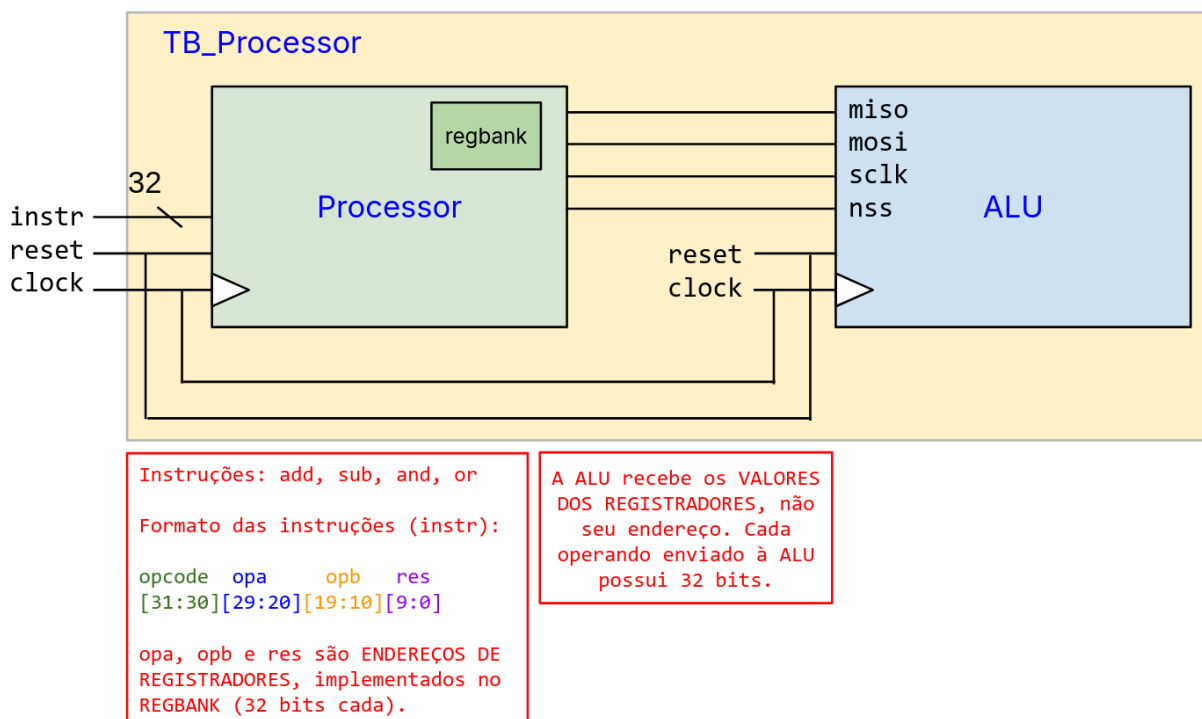 TB_Processor
regbank
Processor
32
instr
reset
clock
miso
mosi
sclk
nss
ALU
reset
clock
Instruções: add, sub, and, or
Formato das instruções (instr):
opcode opa opb res
[31:30][29:20][19:10][9:0]
opa, opb e res são ENDEREÇOS DE
REGISTRADORES, implementados no
REGBANK (32 bits cada).
A ALU recebe os VALORES
DOS REGISTRADORES, não
seu endereço. Cada
operando enviado à ALU
possui 32 bits.